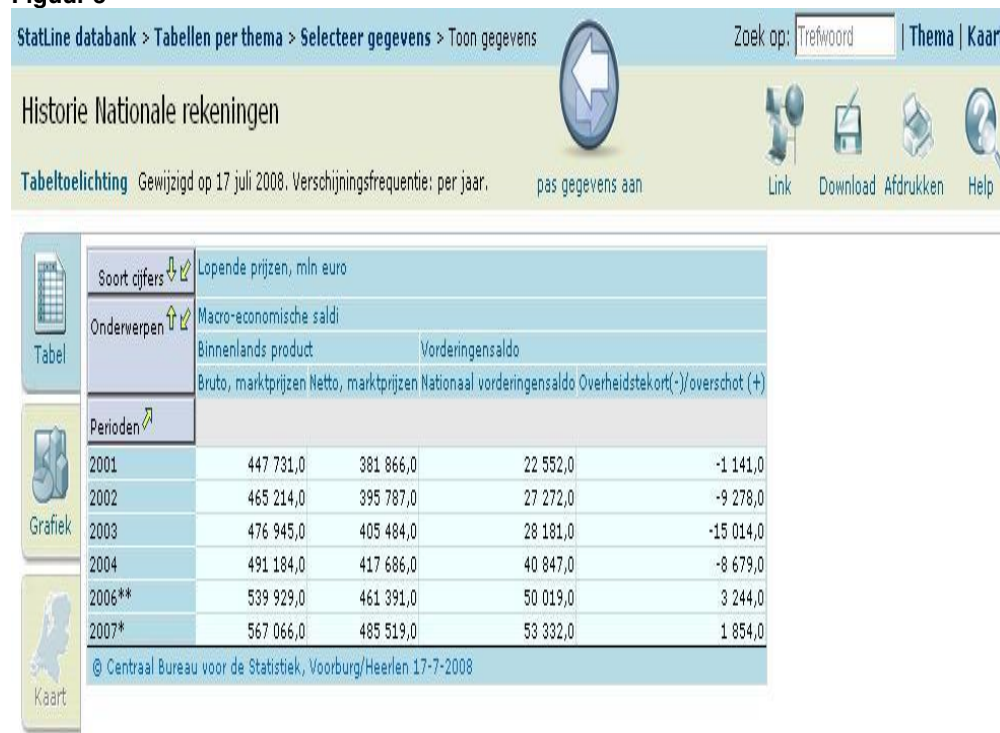 StatLine databank > Tabellen per thema > Selecteer gegevens > Toon gegevens Zoek op: Trefwoord | Thema | Kaar
Historie Nationale rekeningen
Tabeltoelichting Gewijzigd op 17 juli 2008. Verschijningsfrequentie: per jaar. pas gegevens aan Link Download Afdrukken Help
Tabel
Grafiek
Kaart
Soort cijfers Lopende prijzen, mln euro
Onderwerpen Macro-economische saldi
Binnenlands product Vorderingensaldo
Bruto, marktprijzen Netto, marktprijzen Nationaal vorderingensaldo Overheidstekort(-)/overschot (+)
Perioden
2001 447 731,0 381 866,0 22 552,0 -1 141,0
2002 465 214,0 395 787,0 27 272,0 -9 278,0
2003 476 945,0 405 484,0 28 181,0 -15 014,0
2004 491 184,0 417 686,0 40 847,0 -8 679,0
2006** 539 929,0 461 391,0 50 019,0 3 244,0
2007* 567 066,0 485 519,0 53 332,0 1 854,0
© Centraal Bureau voor de Statistiek, Voorburg/Heerlen 17-7-2008